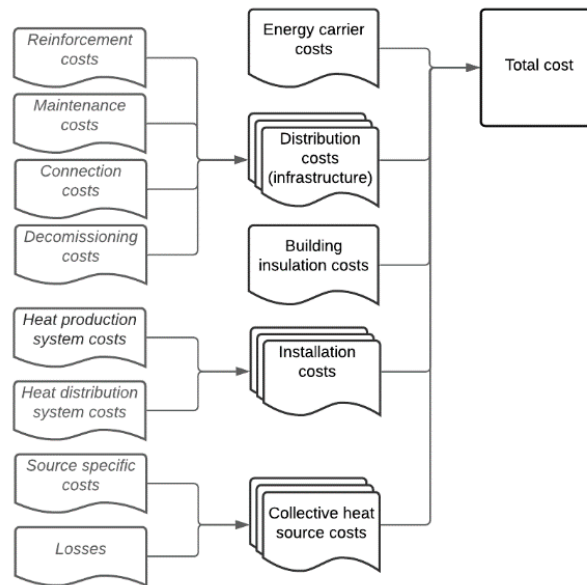 Reinforcement
costs
Maintenance
costs
Connection
costs
Decomissioning
costs
Heat production
system costs
Heat distribution
system costs
Source specific
costs
Losses
Energy carrier
costs
Distribution
costs
(infrastructure)
Building
insulation costs
Installation
costs
Collective heat
source costs
Total cost